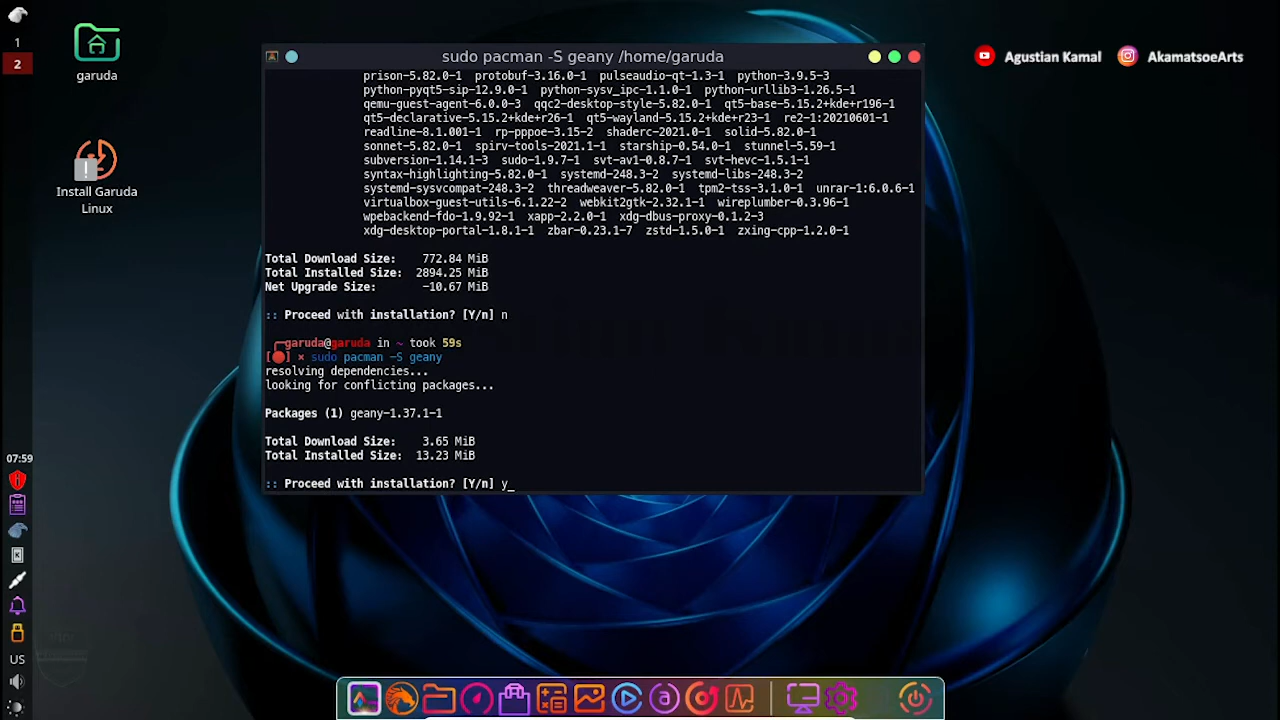 1
2
garuda
Install Garuda
Linux
sudo pacman -S geany /home/garuda
Agustian Kamal
AkamatsoeArts
prison-5.82.0-1 protobuf-3.16.0-1 pulseaudio-qt-1.3-1 python-3.9.5-3
python-pyqt5-sip-12.9.0-1 python-sysv_ipc-1.1.0-1 python-urllib3-1.26.5-1
qemu-guest-agent-6.0.0-3 qqc2-desktop-style-5.82.0-1 qt5-base-5.15.2+kde+r196-1
qt5-declarative-5.15.2+kde+r26-1 qt5-wayland-5.15.2+kde+r23-1 re2-1:20210601-1
readline-8.1.001-1 rp-pppoe-3.15-2 shaderc-2021.0-1 solid-5.82.0-1
sonnet-5.82.0-1 spirv-tools-2021.1-1 starship-0.54.0-1 stunnel-5.59-1
subversion-1.14.1-3 sudo-1.9.7-1 svt-av1-0.8.7-1 svt-hevc-1.5.1-1
syntax-highlighting-5.82.0-1 systemd-248.3-2 systemd-libs-248.3-2
systemd-sysvcompat-248.3-2 threadweaver-5.82.0-1 tpm2-tss-3.1.0-1 unrar-1:6.0.6-1
virtualbox-guest-utils-6.1.22-2 webkit2gtk-2.32.1-1 wireplumber-0.3.96-1
wpebackend-fdo-1.9.92-1 xapp-2.2.0-1 xdg-dbus-proxy-0.1.2-3
xdg-desktop-portal-1.8.1-1 zbar-0.23.1-7 zstd-1.5.0-1 zxing-cpp-1.2.0-1
Total Download Size: 772.84 MiB
Total Installed Size: 2894.25 MiB
Net Upgrade Size: -10.67 MiB
:: Proceed with installation? [Y/n] n
garuda@garuda in ~ took 59s
[🔴] × sudo pacman -S geany
resolving dependencies...
looking for conflicting packages...
Packages (1) geany-1.37.1-1
Total Download Size: 3.65 MiB
Total Installed Size: 13.23 MiB
:: Proceed with installation? [Y/n] y_
07:59
US